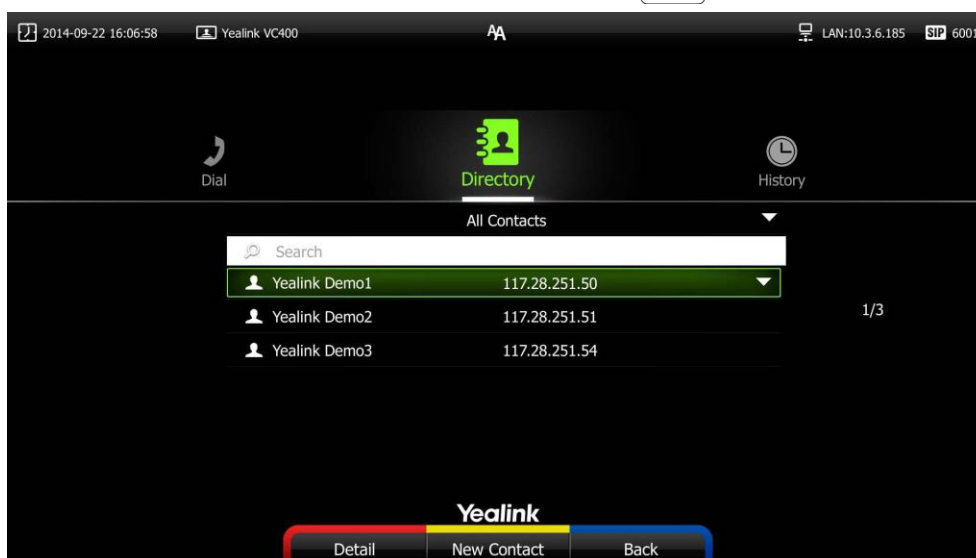 2014-09-22 16:06:58 Yealink VC400 AA LAN:10.3.6.185 SIP 6001
Dial Directory History
All Contacts
Search
Yealink Demo1 117.28.251.50
Yealink Demo2 117.28.251.51
1/3
Yealink Demo3 117.28.251.54
Yealink
Detail New Contact Back